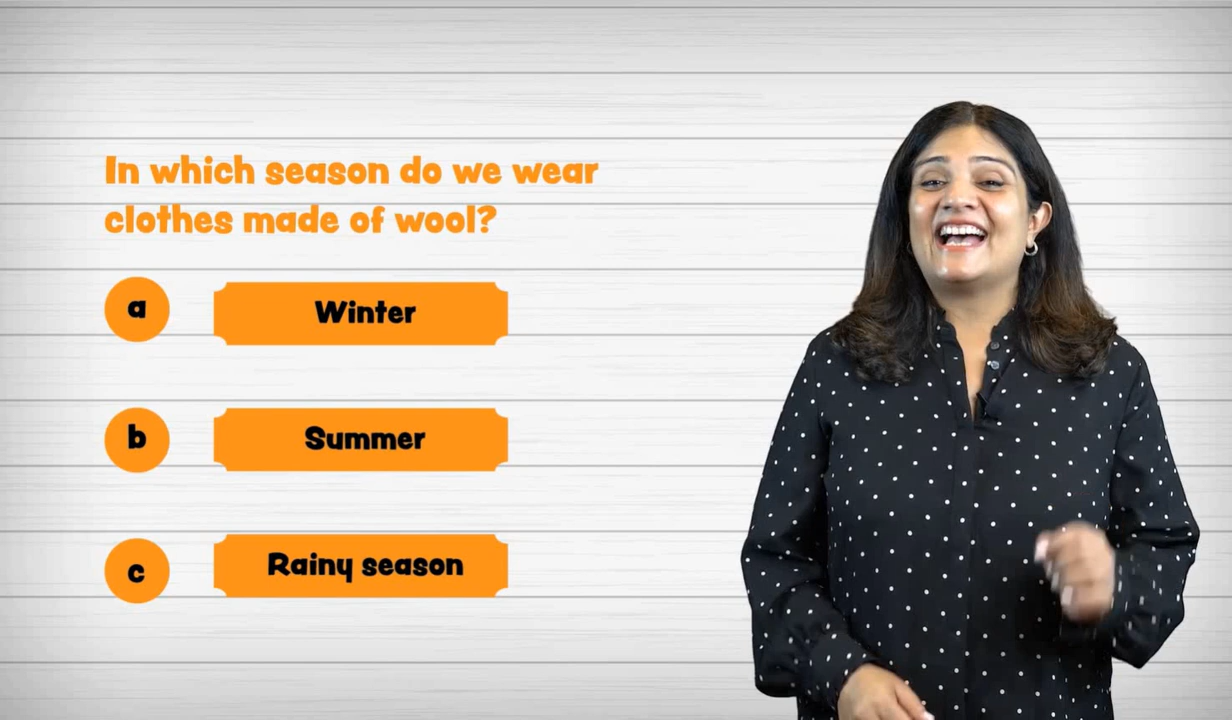 In which season do we wear
clothes made of wool?
a Winter
b Summer
c Rainy season